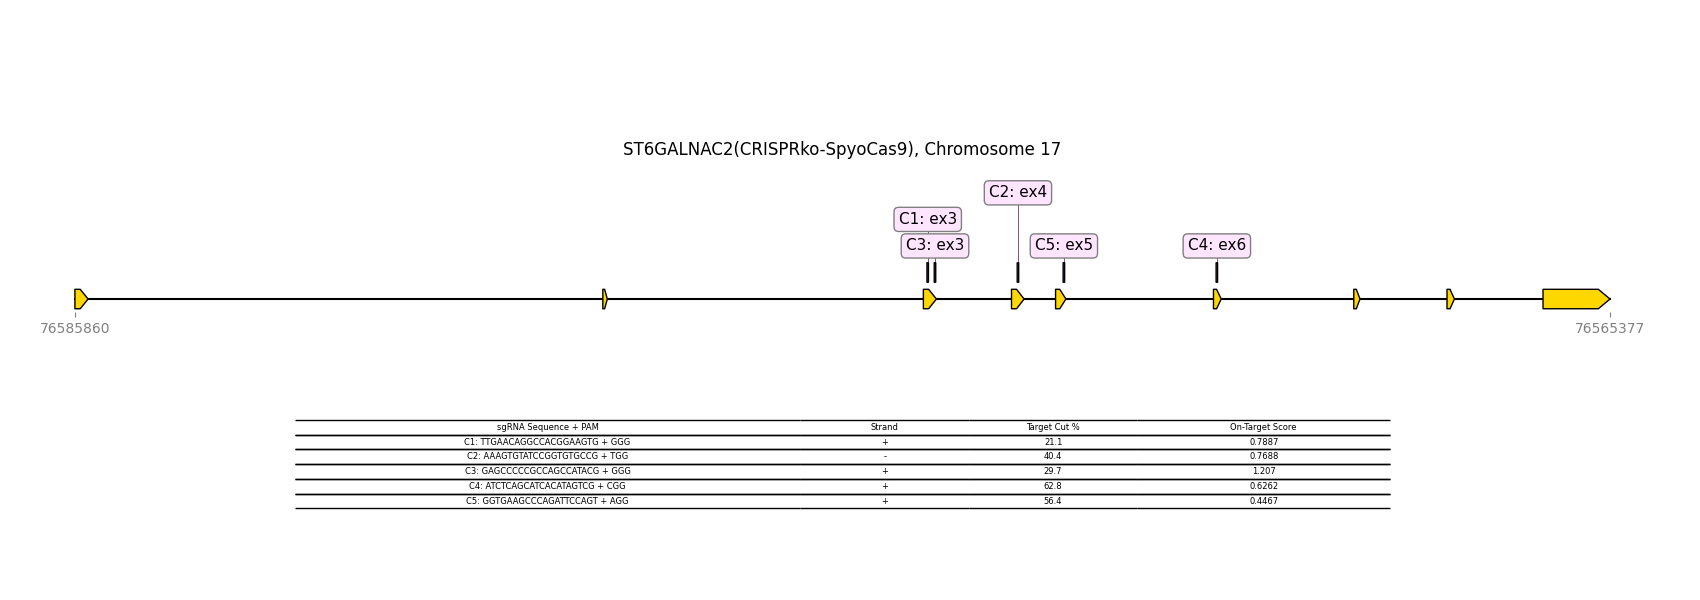 ST6GALNAC2(CRISPRko-SpyoCas9), Chromosome 17
C2: ex4
C1: ex3
C3: ex3
C5: ex5
C4: ex6
76585860
76565377
sgRNA Sequence + PAM Strand Target Cut % On-Target Score
C1: TTGAACAGGCCACGGAAGTG + GGG + 21.1 0.7887
C2: AAAGTGTATCCGGTGTGCCG + TGG - 40.4 0.7688
C3: GAGCCCCCGCCAGCCATACG + GGG + 29.7 1.207
C4: ATCTCAGCATCACATAGTCG + CGG + 62.8 0.6262
C5: GGTGAAGCCCAGATTCCAGT + AGG + 56.4 0.4467